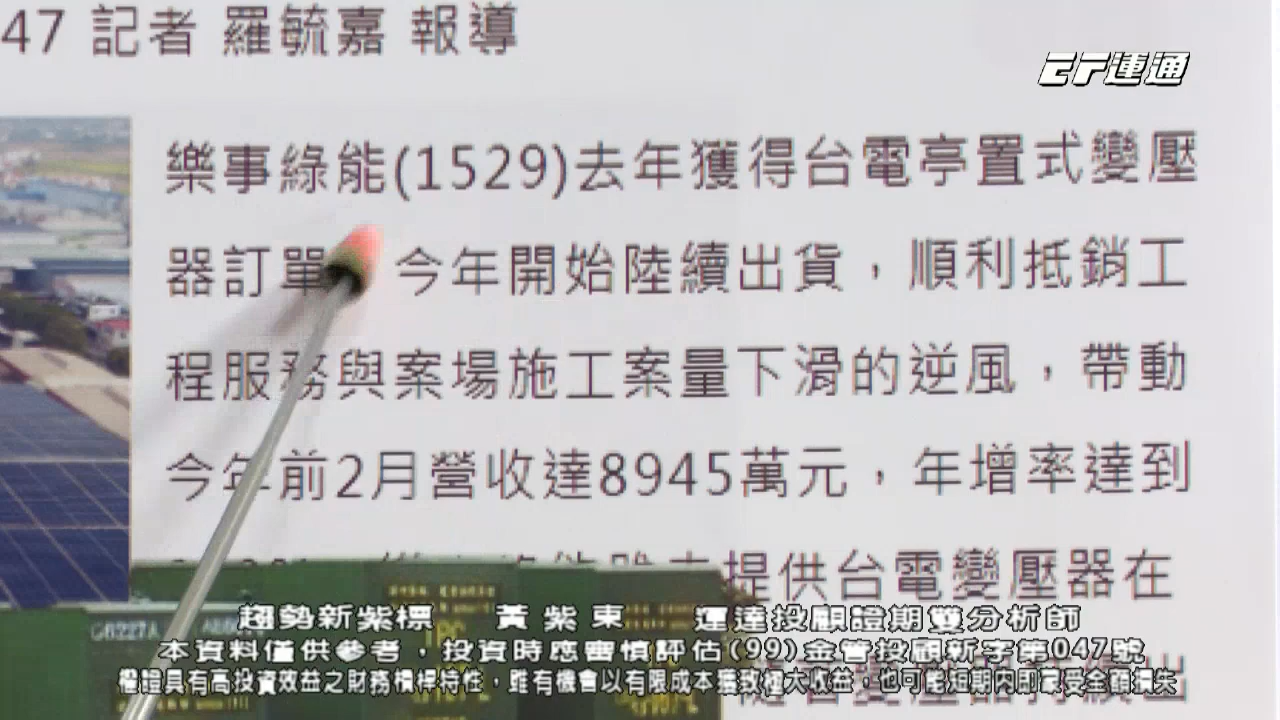 47 記者 羅毓嘉 報導
EF運通
樂事綠能(1529)去年獲得台電亭置式變壓
器訂單 今年開始陸續出貨，順利抵銷工
程服務與案場施工案量下滑的逆風，帶動
今年前2月營收達8945萬元，年增率達到
提供台電變壓器在
趨勢新紫標 黃紫東 運達投顧證期雙分析師
本資料僅供參考，投資時應審慎評估(99)金管投顧新字第047號
權證具有高投資效益之財務槓桿特性，雖有機會以有限成本獲致極大收益，也可能短期內即蒙受全額損失